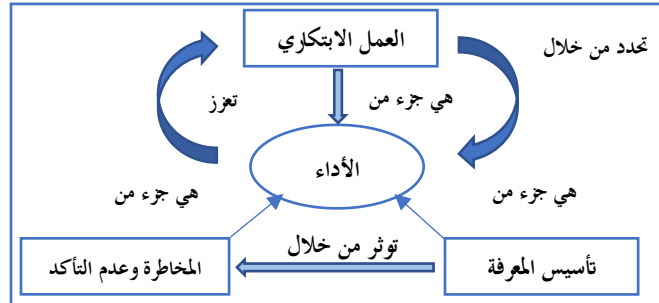 العمل الابتكاري
تحدد من خلال
تعزز
هي جزء من
الأداء
هي جزء من
هي جزء من
توثر من خلال
تأسيس المعرفة
المخاطرة وعدم التأكد